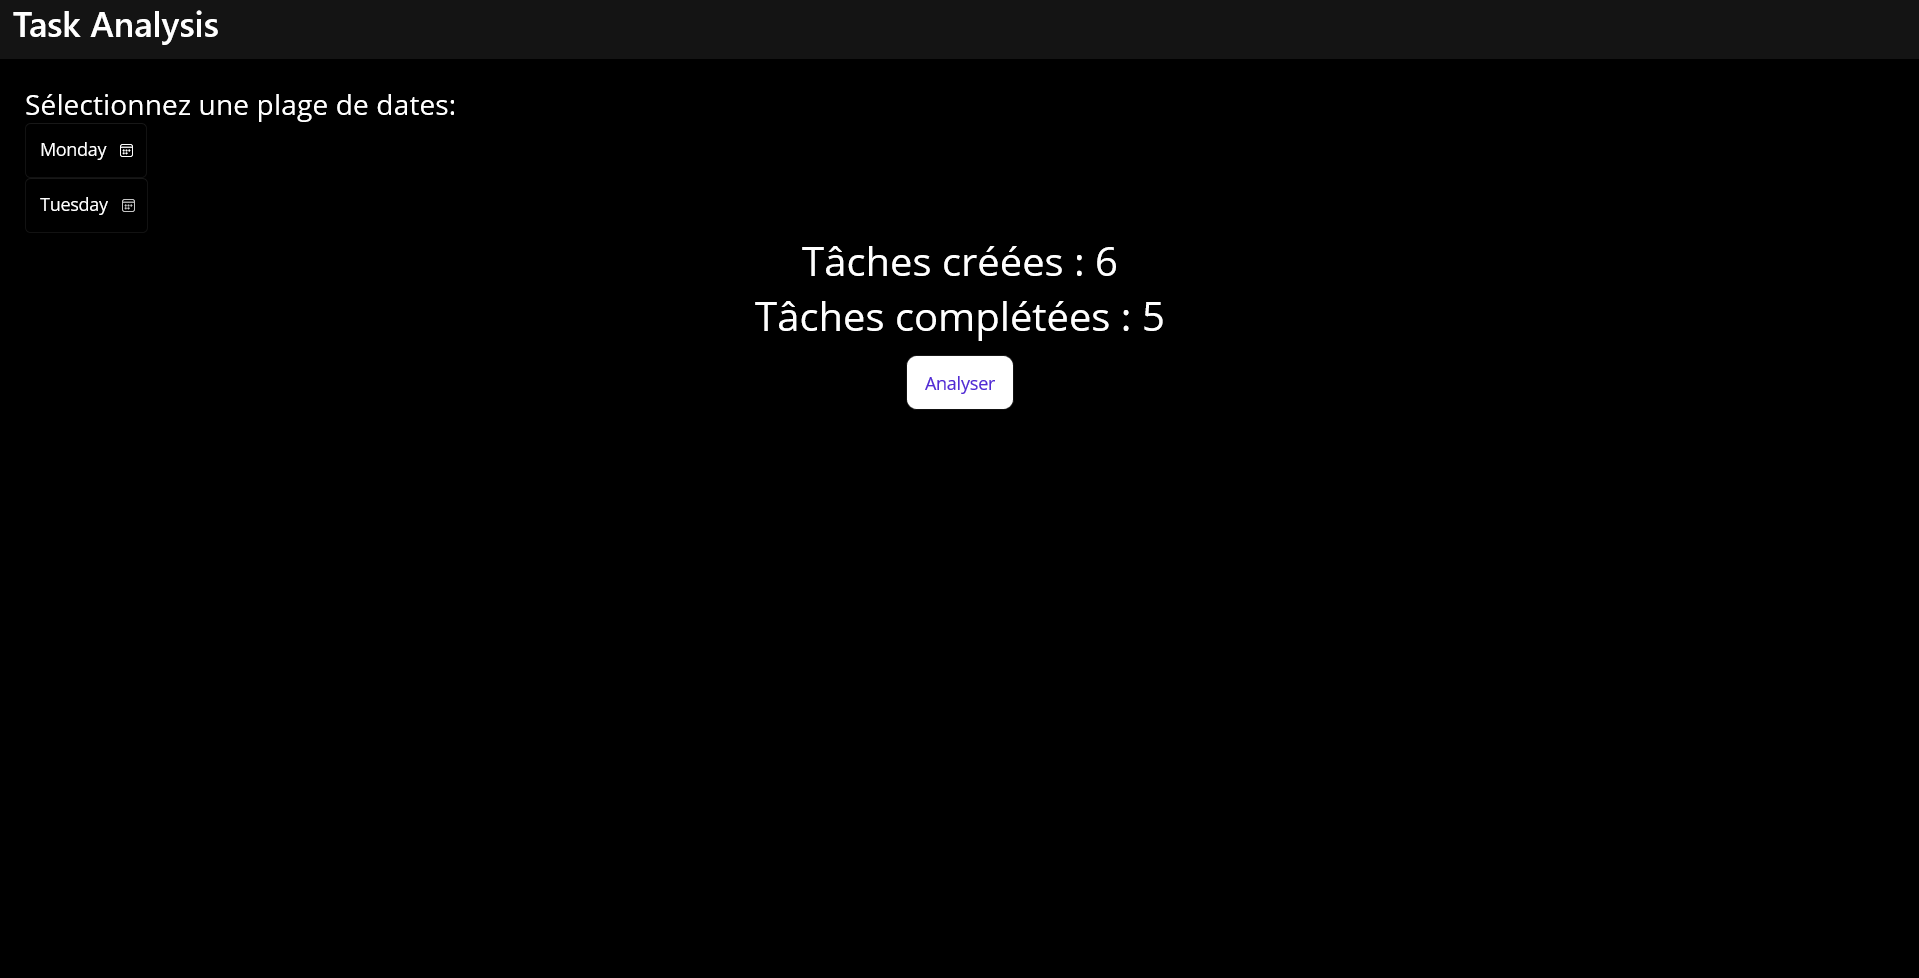 Task Analysis
Sélectionnez une plage de dates:
Monday
Tuesday
Tâches créées : 6
Tâches complétées : 5
Analyser